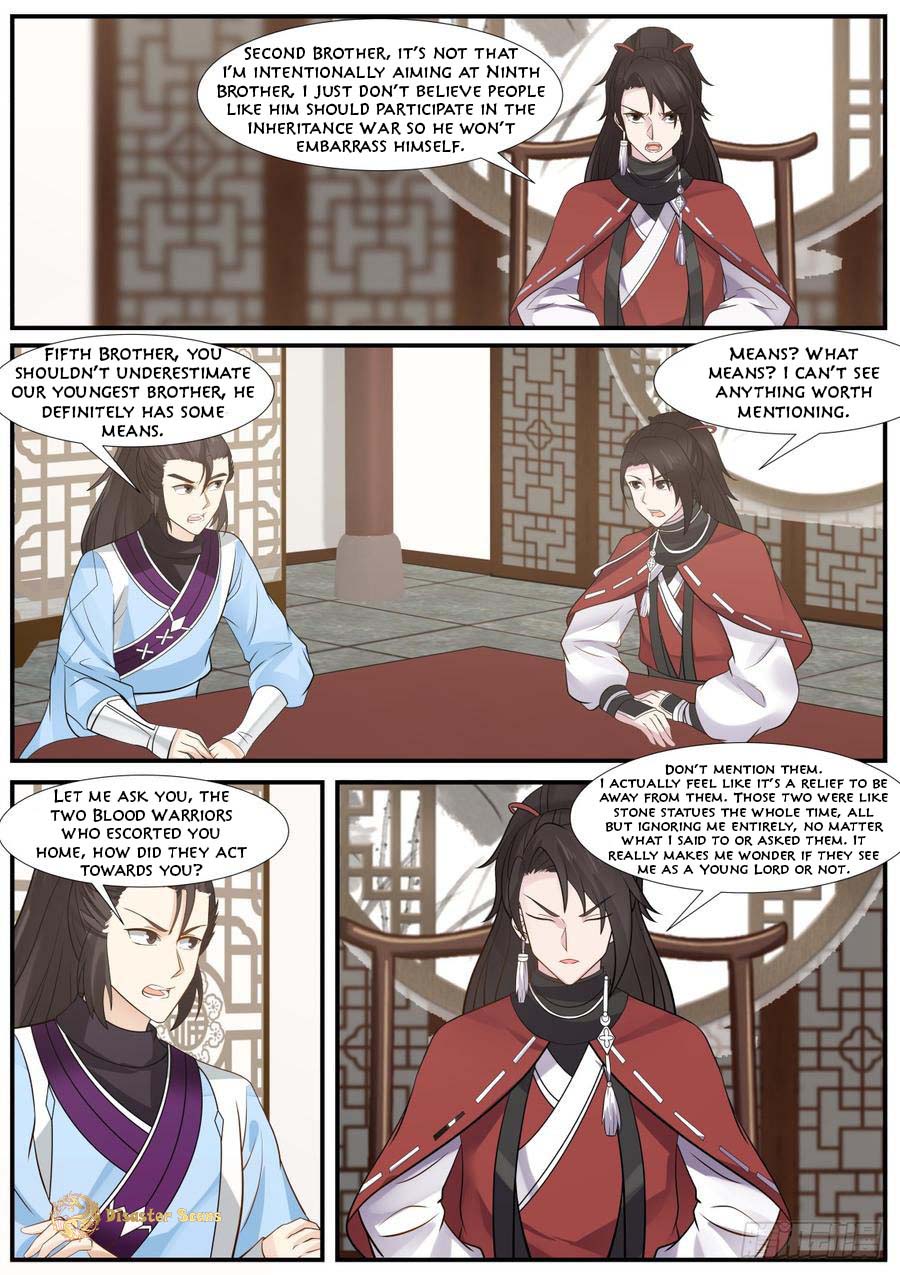 Second Brother, it's not that
I'm intentionally aiming at Ninth
Brother, I just don't believe people
like him should participate in the
inheritance war so he won't
embarrass himself.
Fifth Brother, you
shouldn't underestimate
our youngest brother, he
definitely has some
means.
Means? What
means? I can't see
anything worth
mentioning.
Let me ask you, the
two Blood Warriors
who escorted you
home, how did they act
towards you?
Don't mention them.
I actually feel like it's a relief to be
away from them. Those two were like
stone statues the whole time, all
but ignoring me entirely, no matter
what I said to or asked them. It
really makes me wonder if they see
me as a Young Lord or not.
Disaster Scans